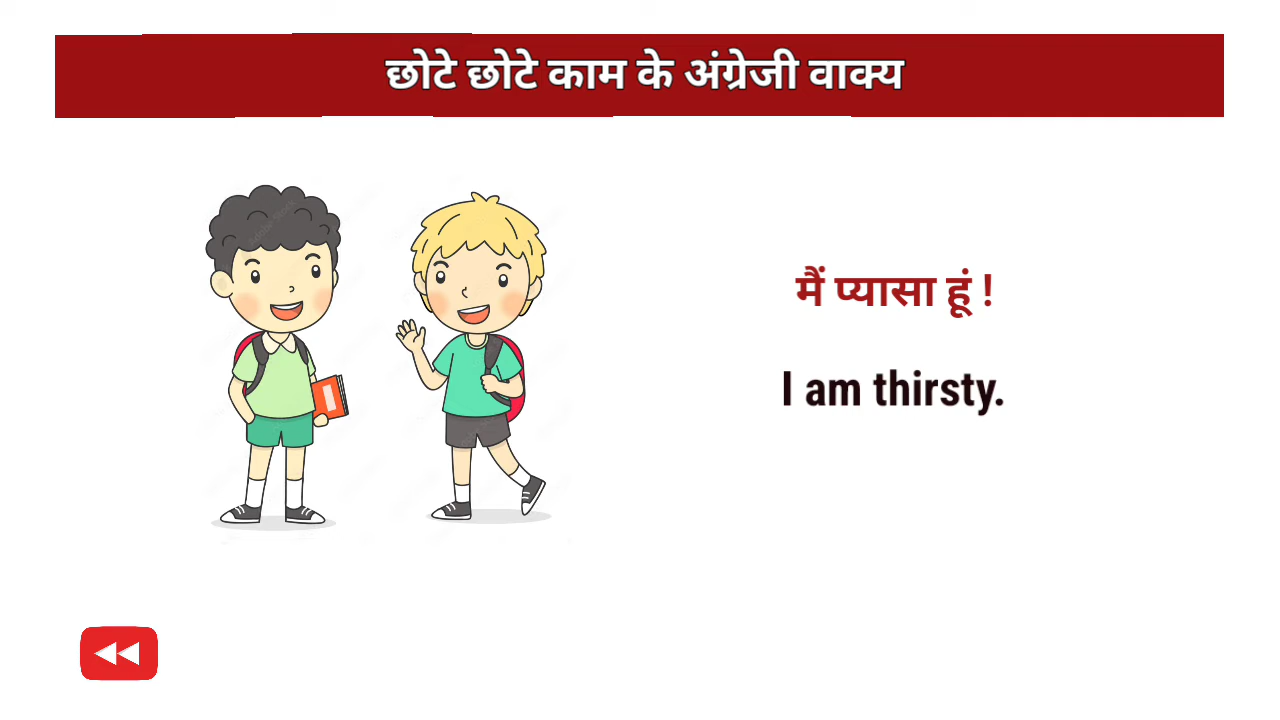 छोटे छोटे काम के अंग्रेजी वाक्य
मैं प्यासा हूं !
I am thirsty.